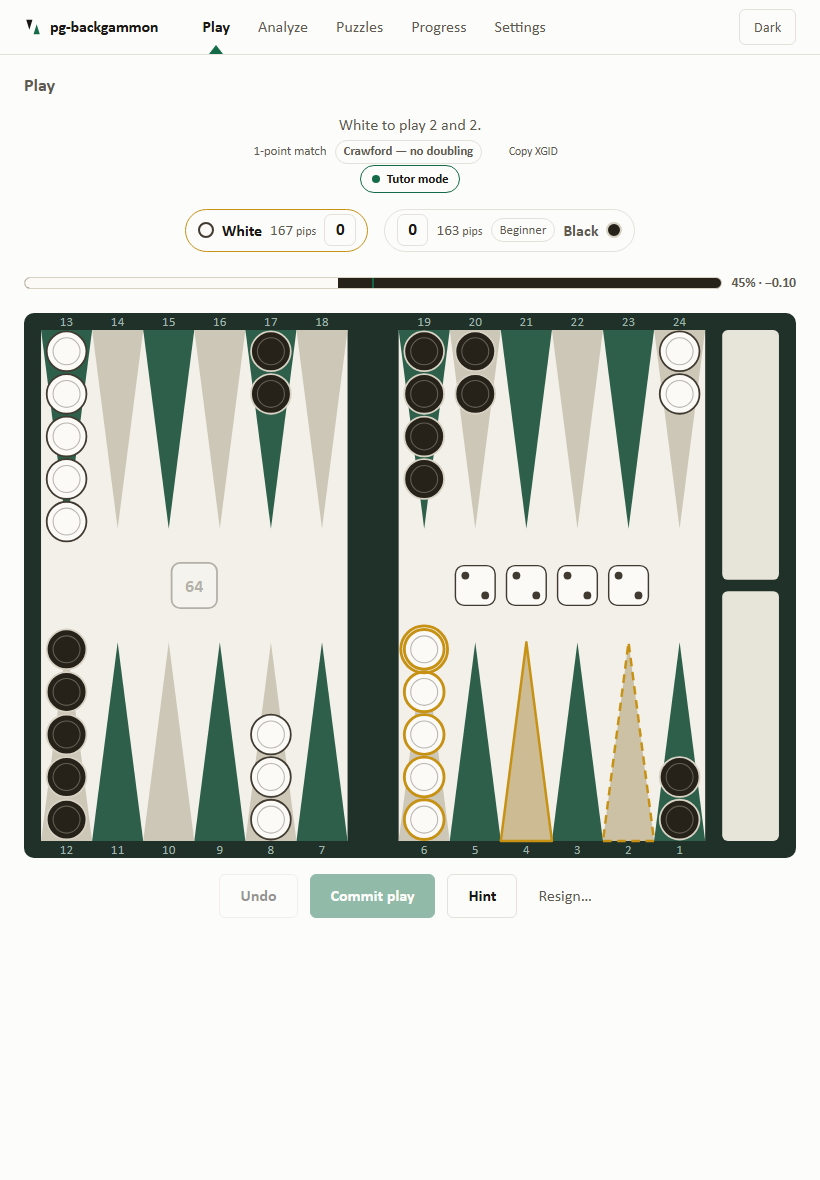 pg-backgammon Play Analyze Puzzles Progress Settings Dark
Play
White to play 2 and 2.
1-point match Crawford — no doubling Copy XGID
Tutor mode
White 167 pips 0 0 163 pips Beginner Black
45% · −0.10
13 14 15 16 17 18 19 20 21 22 23 24
64
12 11 10 9 8 7 6 5 4 3 2 1
Undo Commit play Hint Resign...